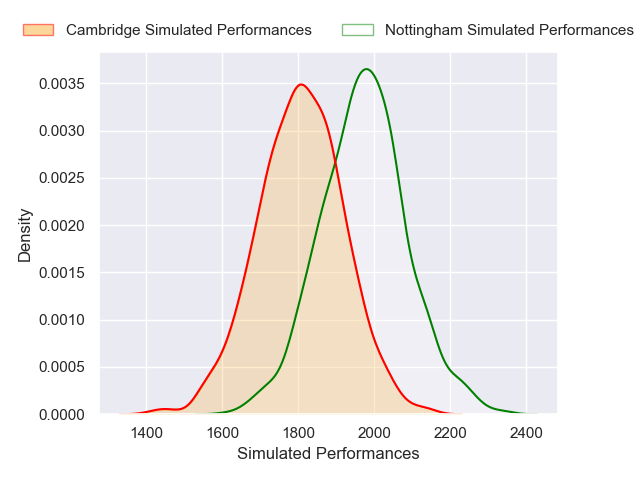 Cambridge Simulated Performances Nottingham Simulated Performances
0.0035
0.0030
0.0025
0.0020
0.0015
0.0010
0.0005
0.0000
Density
1400 1600 1800 2000 2200 2400
Simulated Performances